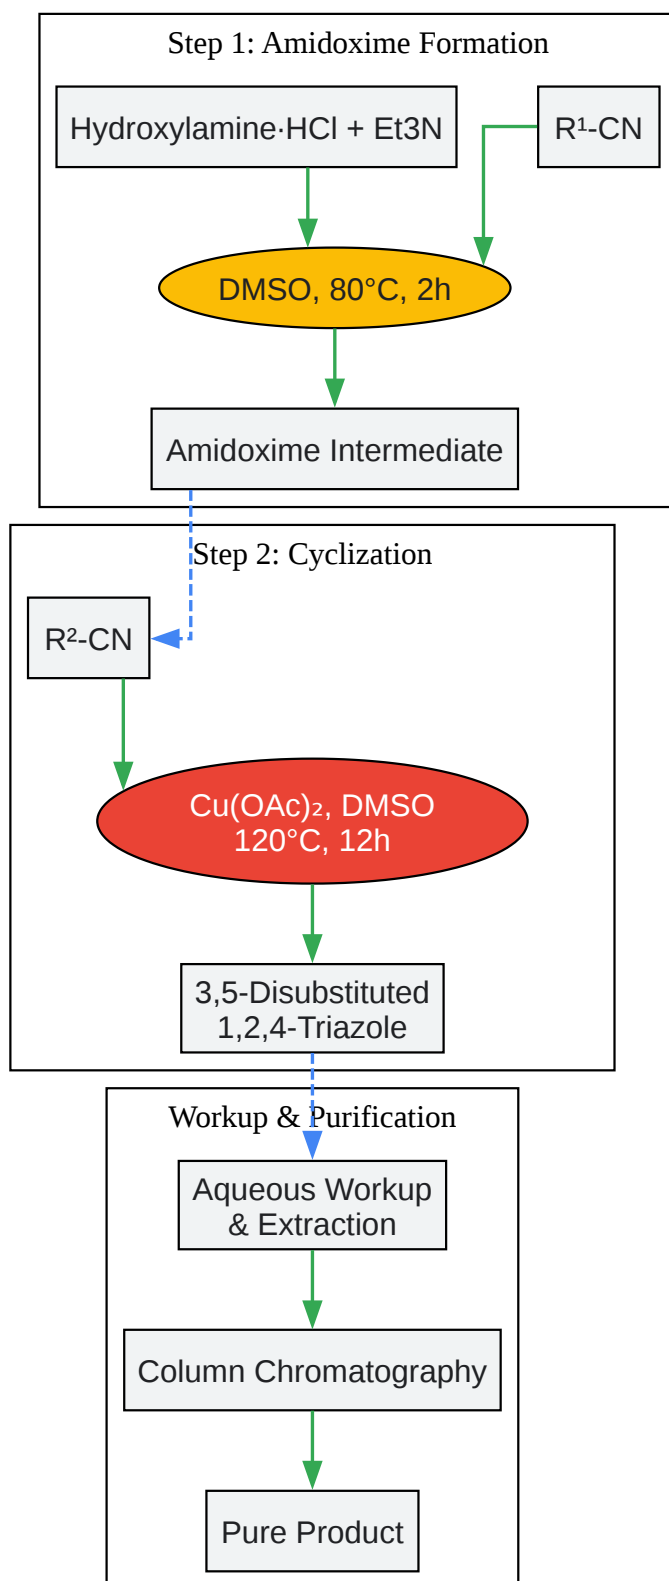 Step 1: Amidoxime Formation
Hydroxylamine·HCl + Et3N
R¹-CN
DMSO, 80°C, 2h
Amidoxime Intermediate
Step 2: Cyclization
R²-CN
Cu(OAc)₂, DMSO
120°C, 12h
3,5-Disubstituted
1,2,4-Triazole
Workup & Purification
Aqueous Workup
& Extraction
Column Chromatography
Pure Product